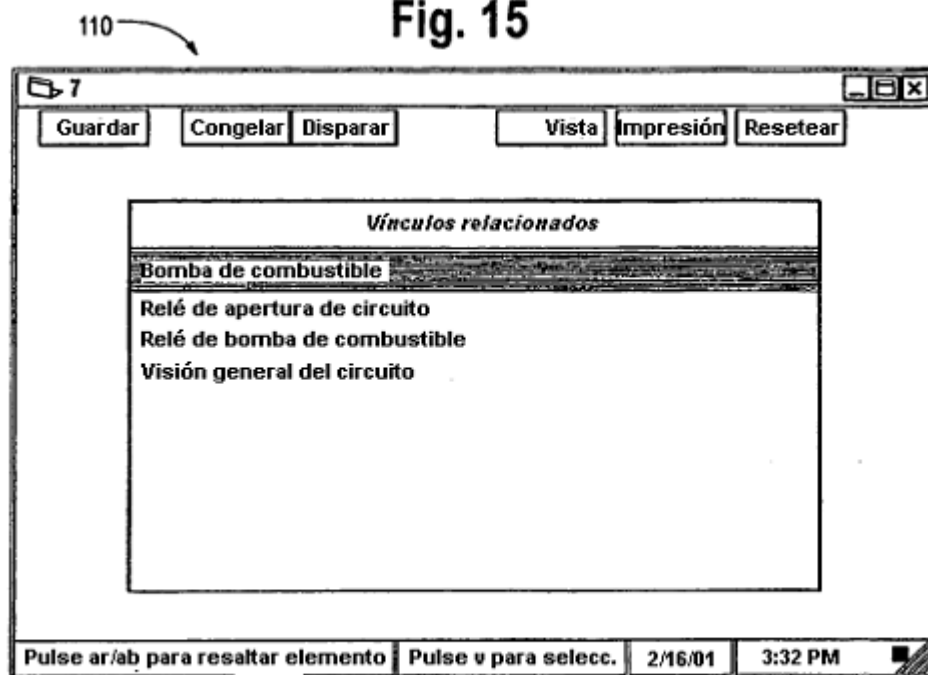 Fig. 15
110
7
Guardar Congelar Disparar Vista Impresión Resetear
Vínculos relacionados
Bomba de combustible
Relé de apertura de circuito
Relé de bomba de combustible
Visión general del circuito
Pulse ar/ab para resaltar elemento Pulse v para selecc. 2/16/01 3:32 PM